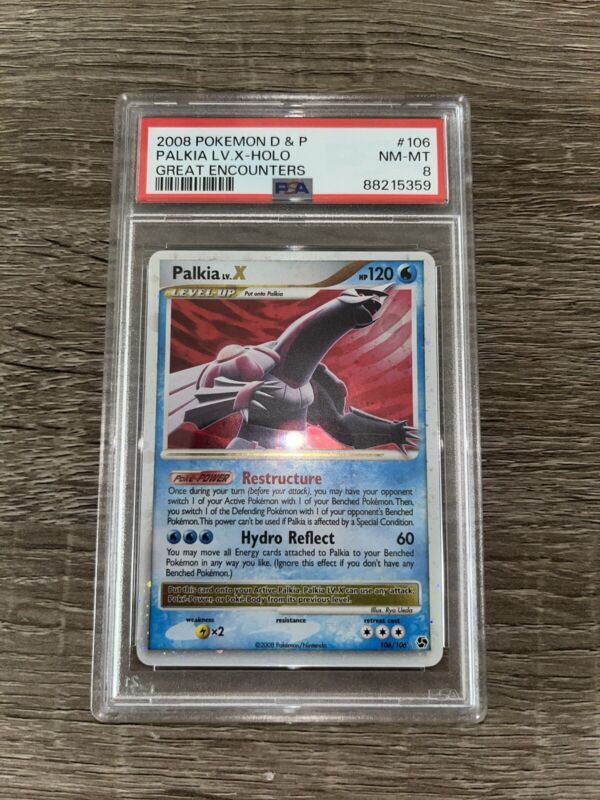 2008 POKEMON D & P #106
PALKIA LV.X-HOLO NM-MT
GREAT ENCOUNTERS 8
PSA 88215359
Palkia LV.X HP 120
LEVEL-UP Put onto Palkia
Poké-POWER Restructure
Once during your turn (before your attack), you may have your opponent
switch 1 of your Active Pokémon with 1 of your Benched Pokémon. Then,
you switch 1 of the Defending Pokémon with 1 of your opponent's Benched
Pokémon. This power can't be used if Palkia is affected by a Special Condition.
Hydro Reflect 60
You may move all Energy cards attached to Palkia to your Benched
Pokémon in any way you like. (Ignore this effect if you don't have any
Benched Pokémon.)
Put this card onto your Active Palkia. Palkia LV.X can use any attack,
Poké-Power, or Poké-Body from its previous level.
Illus. Ryo Ueda
weakness resistance retreat cost
×2
©2008 Pokémon/Nintendo 106/106